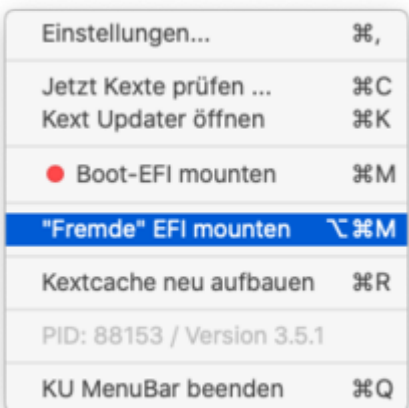 Einstellungen... ⌘,
Jetzt Kexte prüfen ... ⌘C
Kext Updater öffnen ⌘K
Boot-EFI mounten ⌘M
"Fremde" EFI mounten ⌥⌘M
Kextcache neu aufbauen ⌘R
PID: 88153 / Version 3.5.1
KU MenuBar beenden ⌘Q